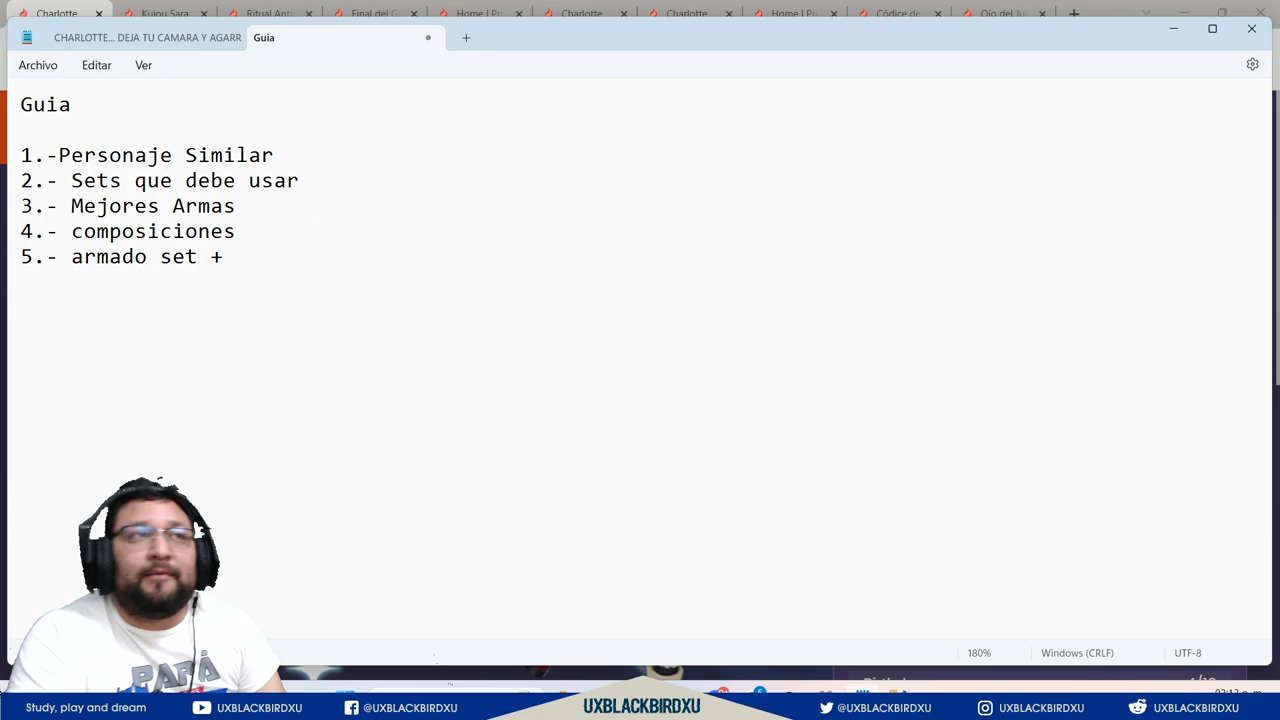 Charlotte
Kujou Sara
Ritual Ant
Final del G
Home | Pr
Charlotte
Charlotte
Home | Pr
Códice de
Ojo del Ju
CHARLOTTE... DEJA TU CAMARA Y AGARR
Guia
Archivo Editar Ver
Guia
1.-Personaje Similar
2.- Sets que debe usar
3.- Mejores Armas
4.- composiciones
5.- armado set +
PAPÁ
180%
Windows (CRLF)
UTF-8
Study, play and dream
UXBLACKBIRDXU
@UXBLACKBIRDXU
UXBLACKBIRDXU
@UXBLACKBIRDXU
UXBLACKBIRDXU
UXBLACKBIRDXU